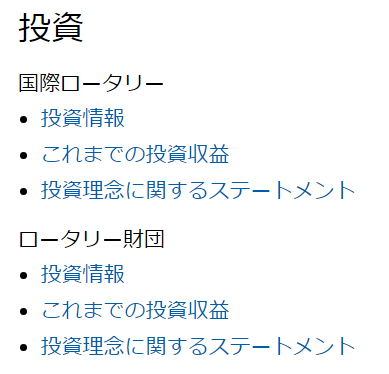 投資
国際ロータリー
• 投資情報
• これまでの投資収益
• 投資理念に関するステートメント
ロータリー財団
• 投資情報
• これまでの投資収益
• 投資理念に関するステートメント